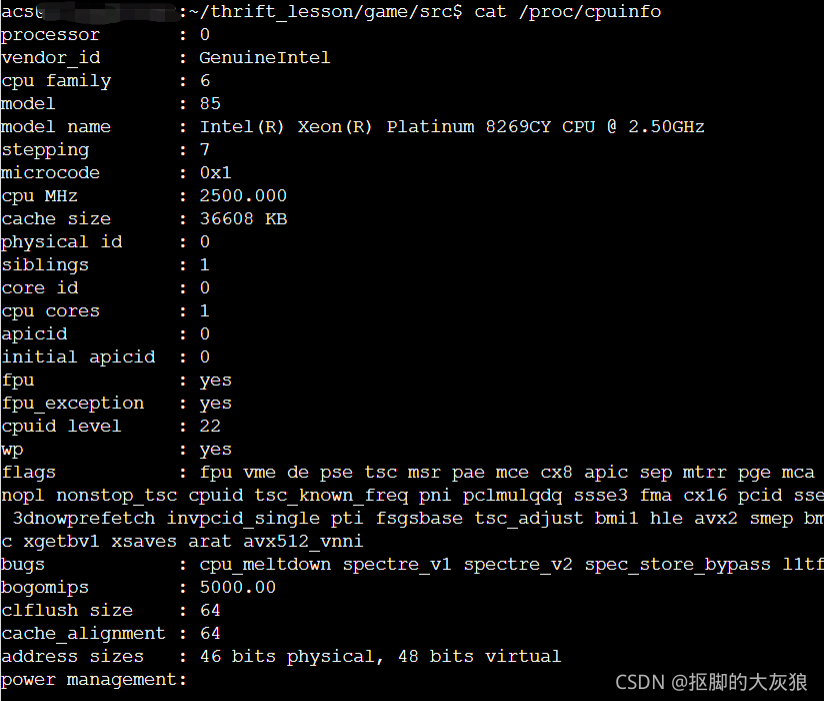 acs :~/thrift_lesson/game/src$ cat /proc/cpuinfo
processor : 0
vendor_id : GenuineIntel
cpu family : 6
model : 85
model name : Intel(R) Xeon(R) Platinum 8269CY CPU @ 2.50GHz
stepping : 7
microcode : 0x1
cpu MHz : 2500.000
cache size : 36608 KB
physical id : 0
siblings : 1
core id : 0
cpu cores : 1
apicid : 0
initial apicid : 0
fpu : yes
fpu_exception : yes
cpuid level : 22
wp : yes
flags : fpu vme de pse tsc msr pae mce cx8 apic sep mtrr pge mca
nopl nonstop_tsc cpuid tsc_known_freq pni pclmulqdq ssse3 fma cx16 pcid sse
3dnowprefetch invpcid_single pti fsgsbase tsc_adjust bmi1 hle avx2 smep bm
c xgetbv1 xsaves arat avx512_vnni
bugs : cpu_meltdown spectre_v1 spectre_v2 spec_store_bypass l1tf
bogomips : 5000.00
clflush size : 64
cache_alignment : 64
address sizes : 46 bits physical, 48 bits virtual
power management:
CSDN @抠脚的大灰狼